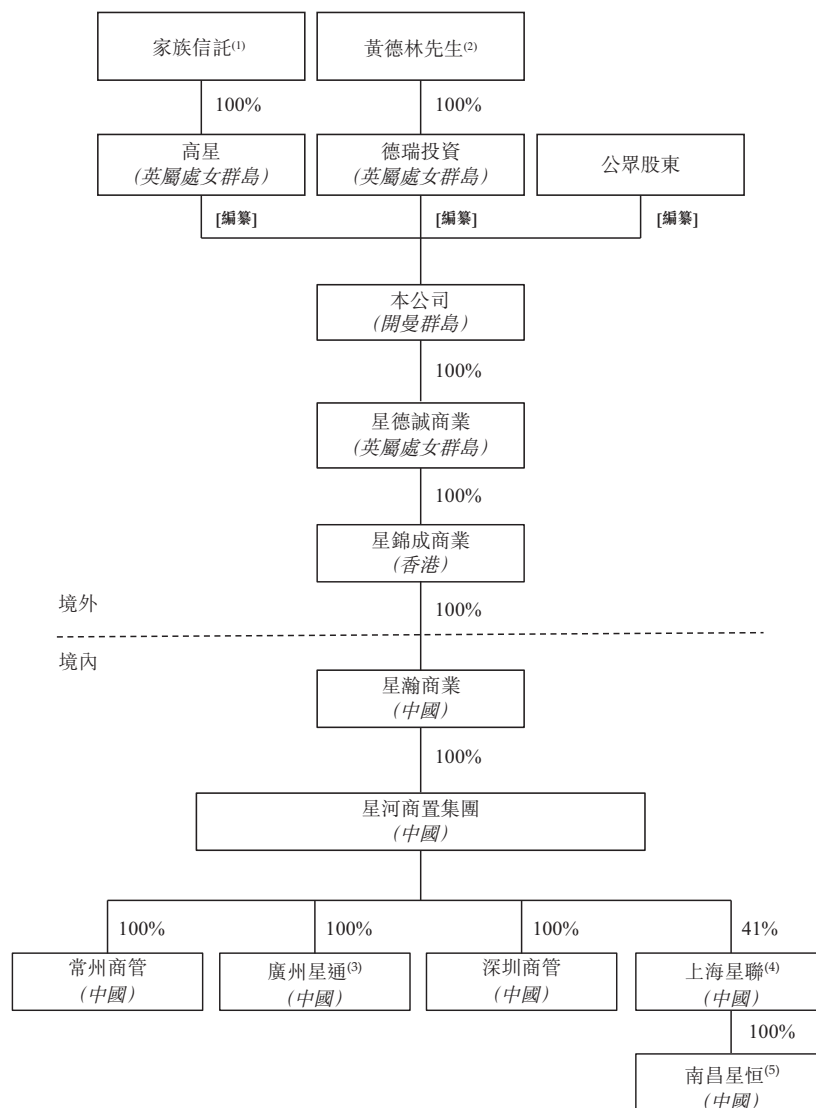 家族信託(1)
黃德林先生(2)
100%
100%
高星
(英屬處女群島)
德瑞投資
(英屬處女群島)
公眾股東
[編纂]
[編纂]
[編纂]
本公司
(開曼群島)
100%
星德誠商業
(英屬處女群島)
100%
星錦成商業
(香港)
境外
100%
境內
星瀚商業
(中國)
100%
星河商置集團
(中國)
100%
100%
100%
41%
常州商管
(中國)
廣州星通(3)
(中國)
深圳商管
(中國)
上海星聯(4)
(中國)
100%
南昌星恒(5)
(中國)